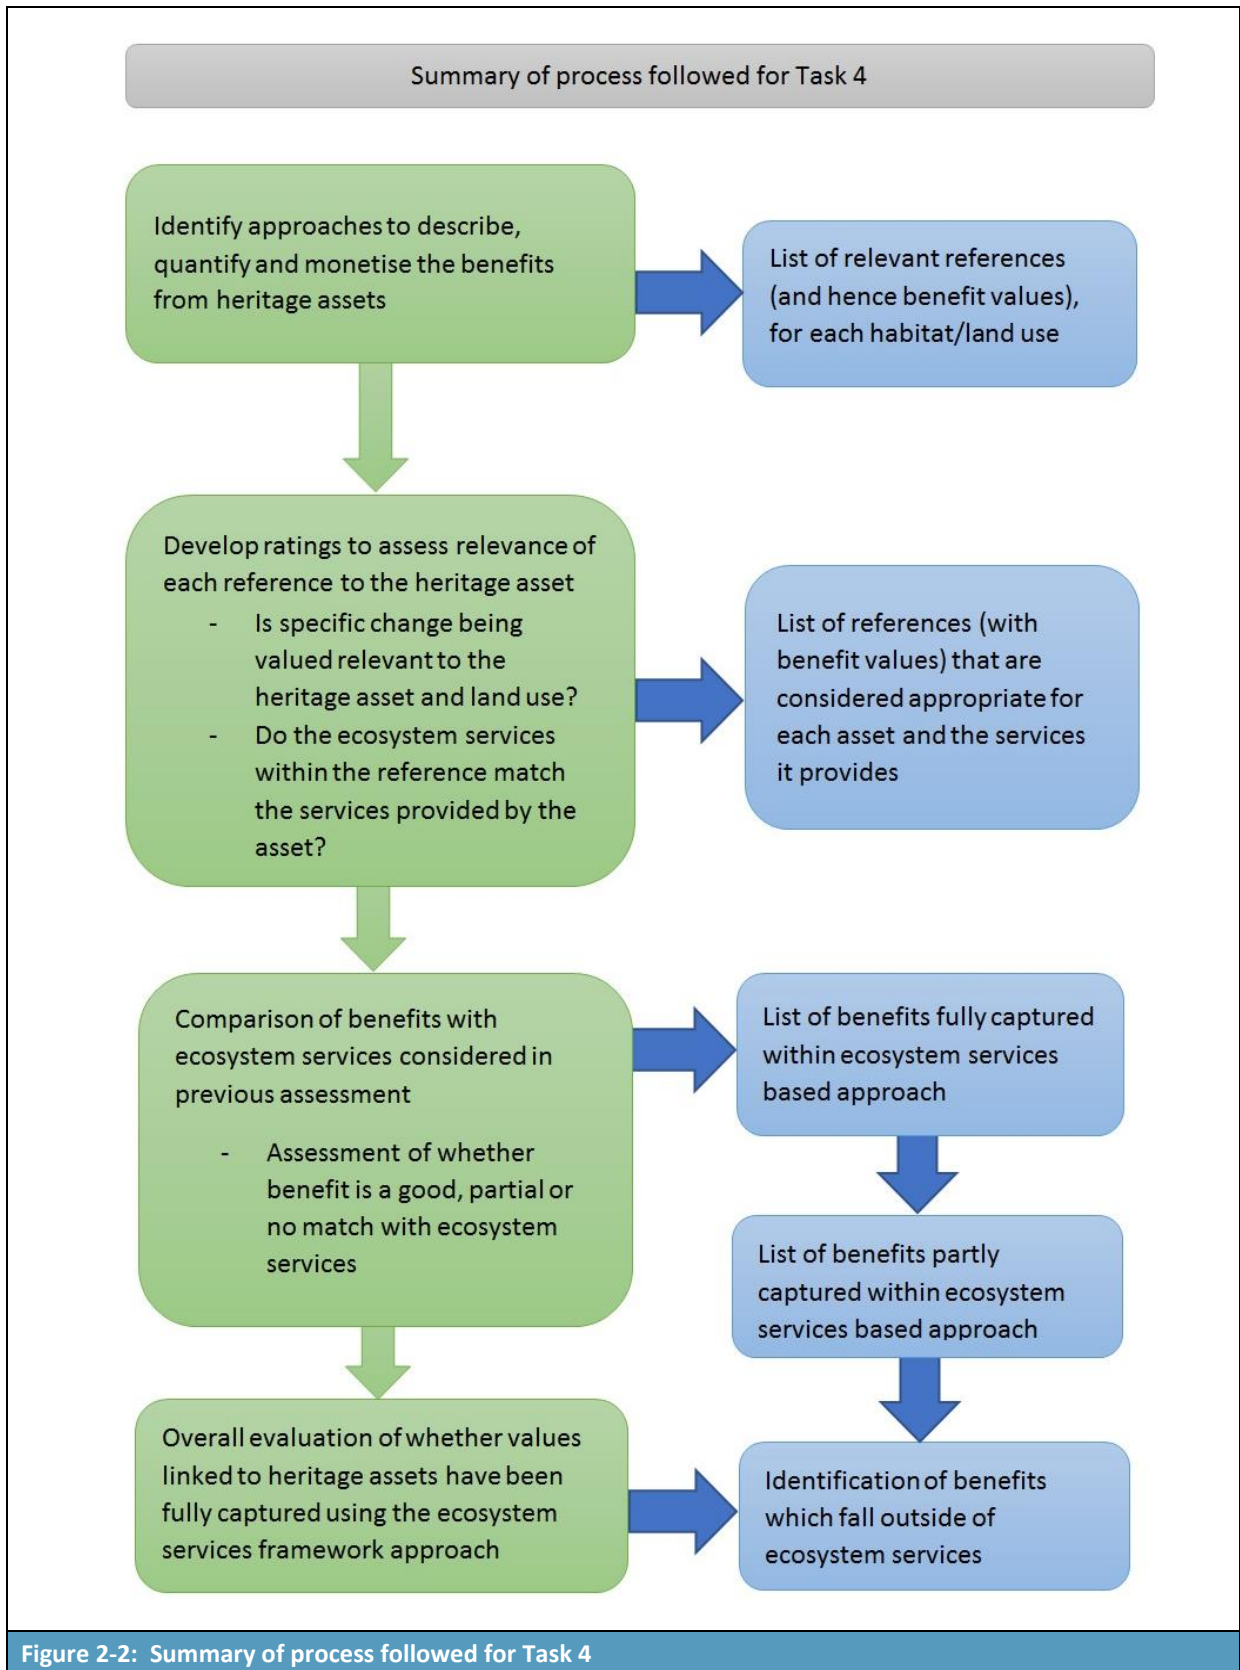 Summary of process followed for Task 4
Identify approaches to describe,
quantify and monetise the benefits
from heritage assets
List of relevant references
(and hence benefit values),
for each habitat/land use
Develop ratings to assess relevance of
each reference to the heritage asset
- Is specific change being
valued relevant to the
heritage asset and land use?
- Do the ecosystem services
within the reference match
the services provided by the
asset?
List of references (with
benefit values) that are
considered appropriate for
each asset and the services
it provides
Comparison of benefits with
ecosystem services considered in
previous assessment
- Assessment of whether
benefit is a good, partial or
no match with ecosystem
services
List of benefits fully captured
within ecosystem services
based approach
List of benefits partly
captured within ecosystem
services based approach
Overall evaluation of whether values
linked to heritage assets have been
fully captured using the ecosystem
services framework approach
Identification of benefits
which fall outside of
ecosystem services
Figure 2-2: Summary of process followed for Task 4